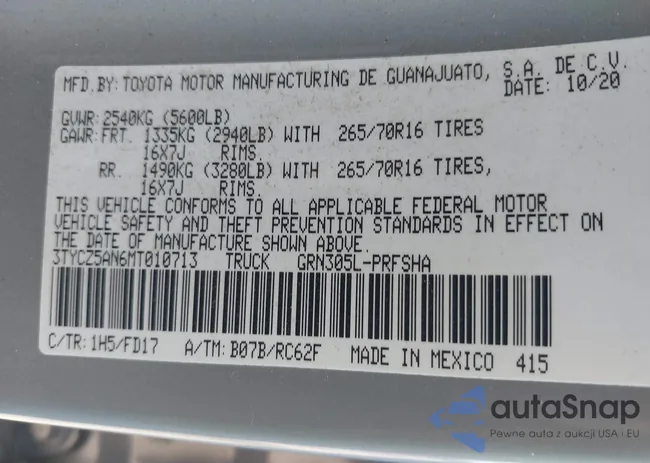 MFD.BY: TOYOTA MOTOR MANUFACTURING DE GUANAJUATO, S.A. DE C.V.
DATE: 10/20
GVWR: 2540KG (5600LB)
GAWR: FRT. 1335KG (2940LB) WITH 265/70R16 TIRES
16X7J RIMS.
RR. 1490KG (3280LB) WITH 265/70R16 TIRES,
16X7J RIMS.
THIS VEHICLE CONFORMS TO ALL APPLICABLE FEDERAL MOTOR
VEHICLE SAFETY AND THEFT PREVENTION STANDARDS IN EFFECT ON
THE DATE OF MANUFACTURE SHOWN ABOVE.
3TYCZ5AN6MT010713 TRUCK GRN305L-PRFSHA
C/TR: 1H5/FD17 A/TM: B07B/RC62F MADE IN MEXICO 415
autaSnap
Pewne auta z aukcji USA i EU